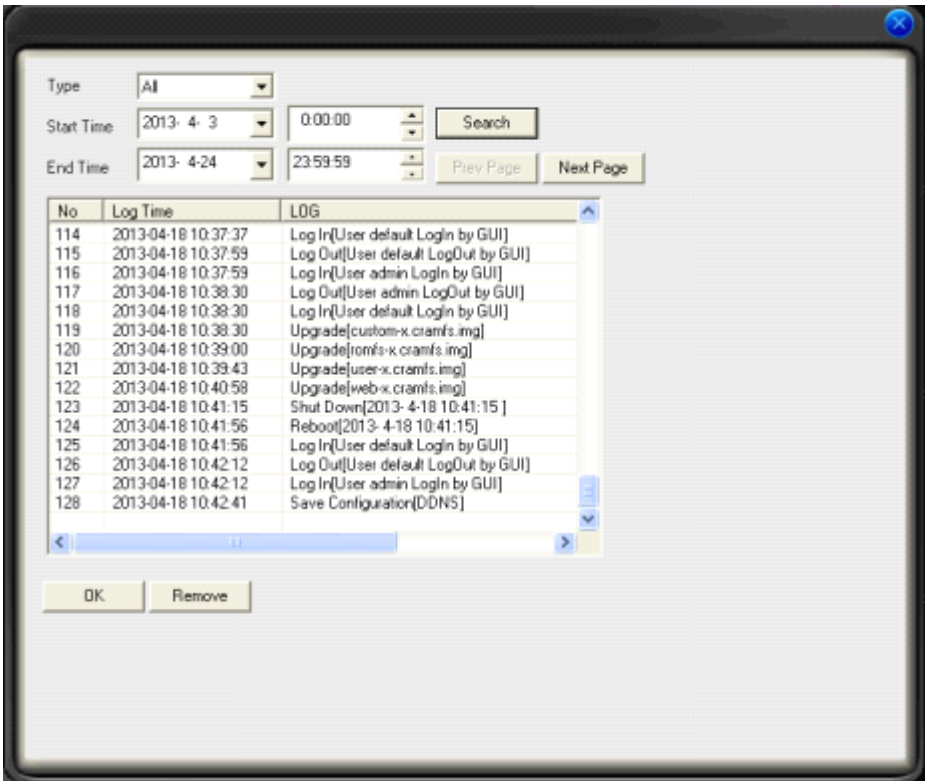 Type All
Start Time 2013- 4- 3 0:00:00 Search
End Time 2013- 4-24 23:59:59 Prev Page Next Page
No Log Time LOG
114 2013-04-18 10:37:37 Log In[User default LogIn by GUI]
115 2013-04-18 10:37:59 Log Out[User default LogOut by GUI]
116 2013-04-18 10:37:59 Log In[User admin LogIn by GUI]
117 2013-04-18 10:38:30 Log Out[User admin LogOut by GUI]
118 2013-04-18 10:38:30 Log In[User default LogIn by GUI]
119 2013-04-18 10:38:30 Upgrade[custom-x.cramfs.img]
120 2013-04-18 10:39:00 Upgrade[romfs-x.cramfs.img]
121 2013-04-18 10:39:43 Upgrade[user-x.cramfs.img]
122 2013-04-18 10:40:58 Upgrade[web-x.cramfs.img]
123 2013-04-18 10:41:15 Shut Down[2013- 4-18 10:41:15 ]
124 2013-04-18 10:41:56 Reboot[2013- 4-18 10:41:15]
125 2013-04-18 10:41:56 Log In[User default LogIn by GUI]
126 2013-04-18 10:42:12 Log Out[User default LogOut by GUI]
127 2013-04-18 10:42:12 Log In[User admin LogIn by GUI]
128 2013-04-18 10:42:41 Save Configuration[DDNS]
OK Remove